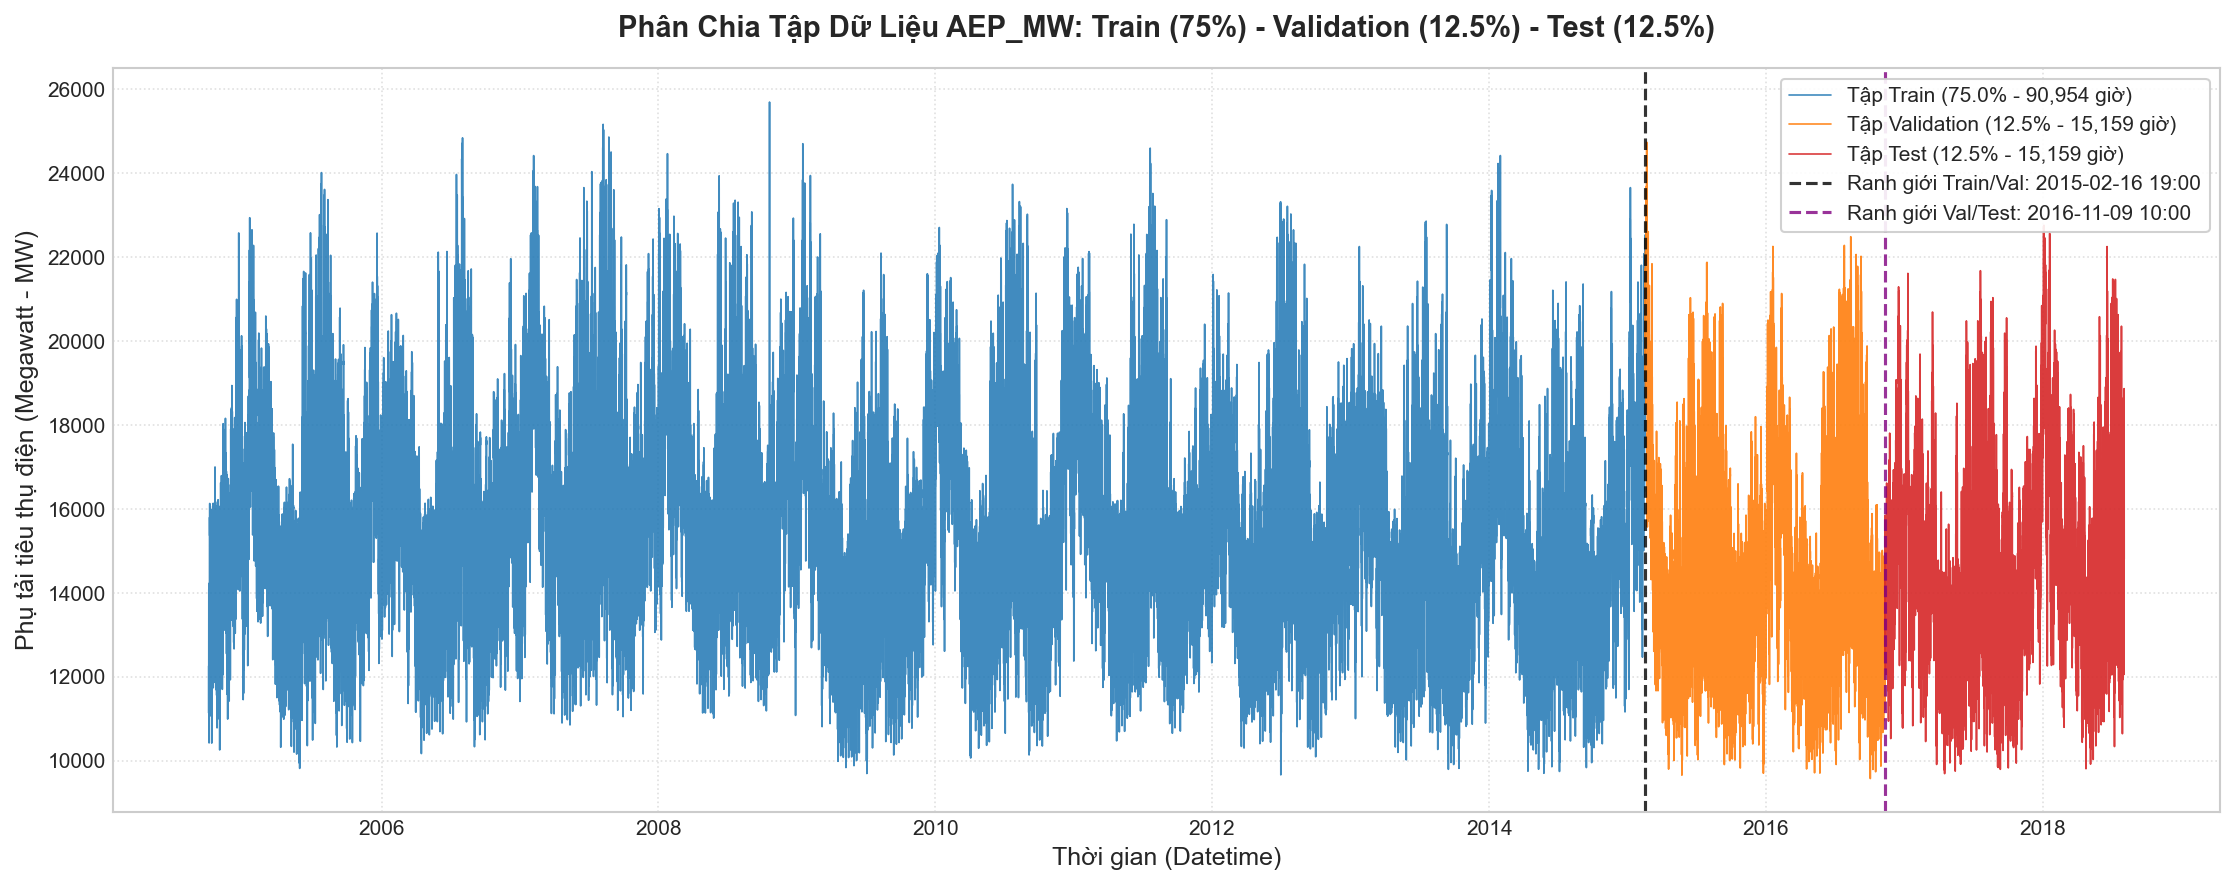 Phân Chia Tập Dữ Liệu AEP_MW: Train (75%) - Validation (12.5%) - Test (12.5%)
Phụ tải tiêu thụ điện (Megawatt - MW)
26000
24000
22000
20000
18000
16000
14000
12000
10000
Tập Train (75.0% - 90,954 giờ)
Tập Validation (12.5% - 15,159 giờ)
Tập Test (12.5% - 15,159 giờ)
Ranh giới Train/Val: 2015-02-16 19:00
Ranh giới Val/Test: 2016-11-09 10:00
2006
2008
2010
2012
2014
2016
2018
Thời gian (Datetime)